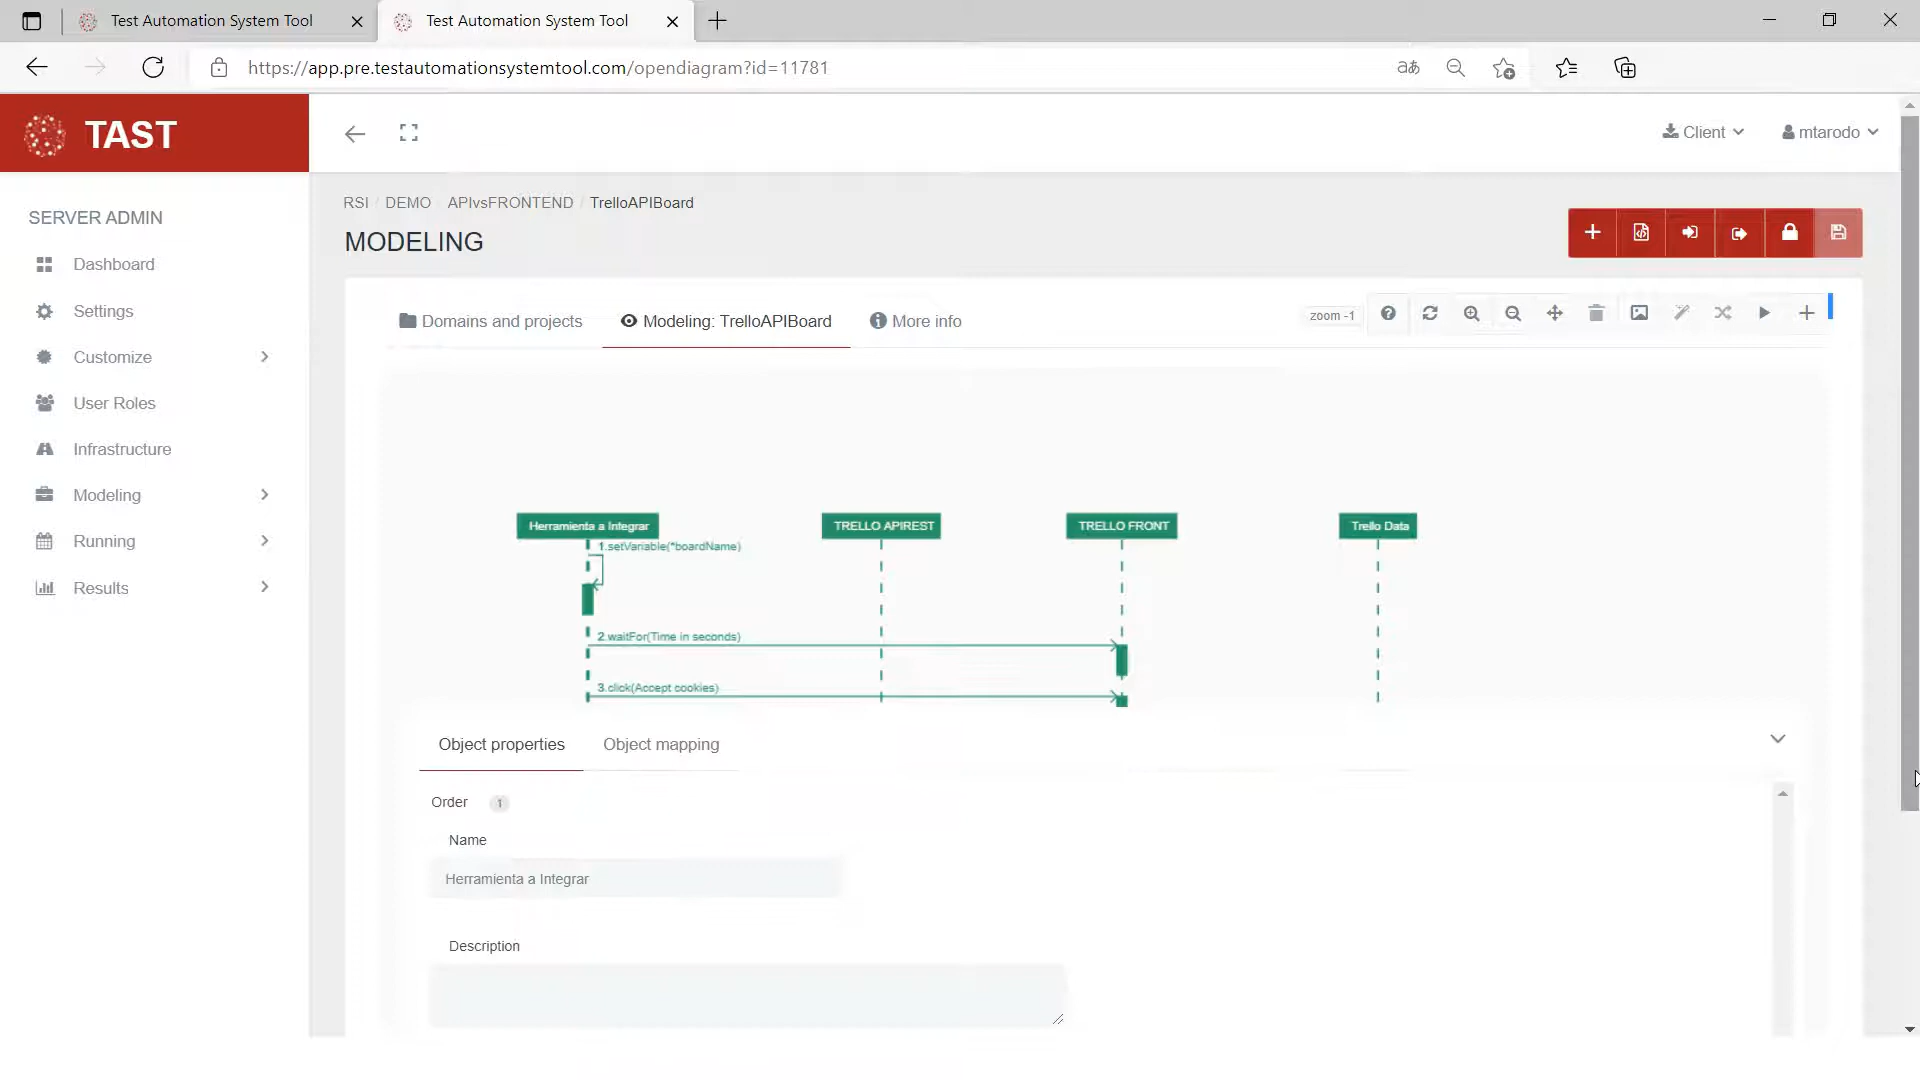 Test Automation System Tool
Test Automation System Tool
https://app.pre.testautomationsystemtool.com/opendiagram?id=11781
aあ
TAST
Client
mtarodo
SERVER ADMIN
Dashboard
Settings
Customize
User Roles
Infrastructure
Modeling
Running
Results
RSI / DEMO / APIvsFRONTEND / TrelloAPIBoard
MODELING
Domains and projects
Modeling: TrelloAPIBoard
More info
zoom -1
Herramienta a Integrar
TRELLO APIREST
TRELLO FRONT
Trello Data
1.setVariable(*boardName)
2.waitFor(Time in seconds)
3.click(Accept cookies)
Object properties
Object mapping
Order 1
Name
Herramienta a Integrar
Description